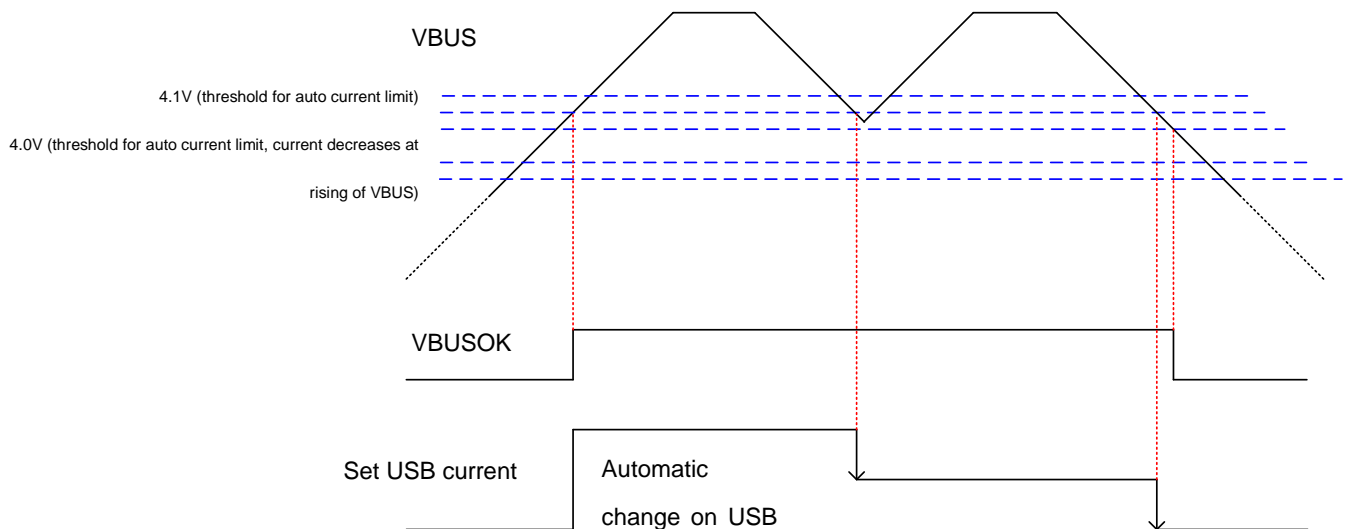 VBUS
4.1V (threshold for auto current limit)
4.0V (threshold for auto current limit, current decreases at
rising of VBUS)
VBUSOK
Set USB current
Automatic
change on USB